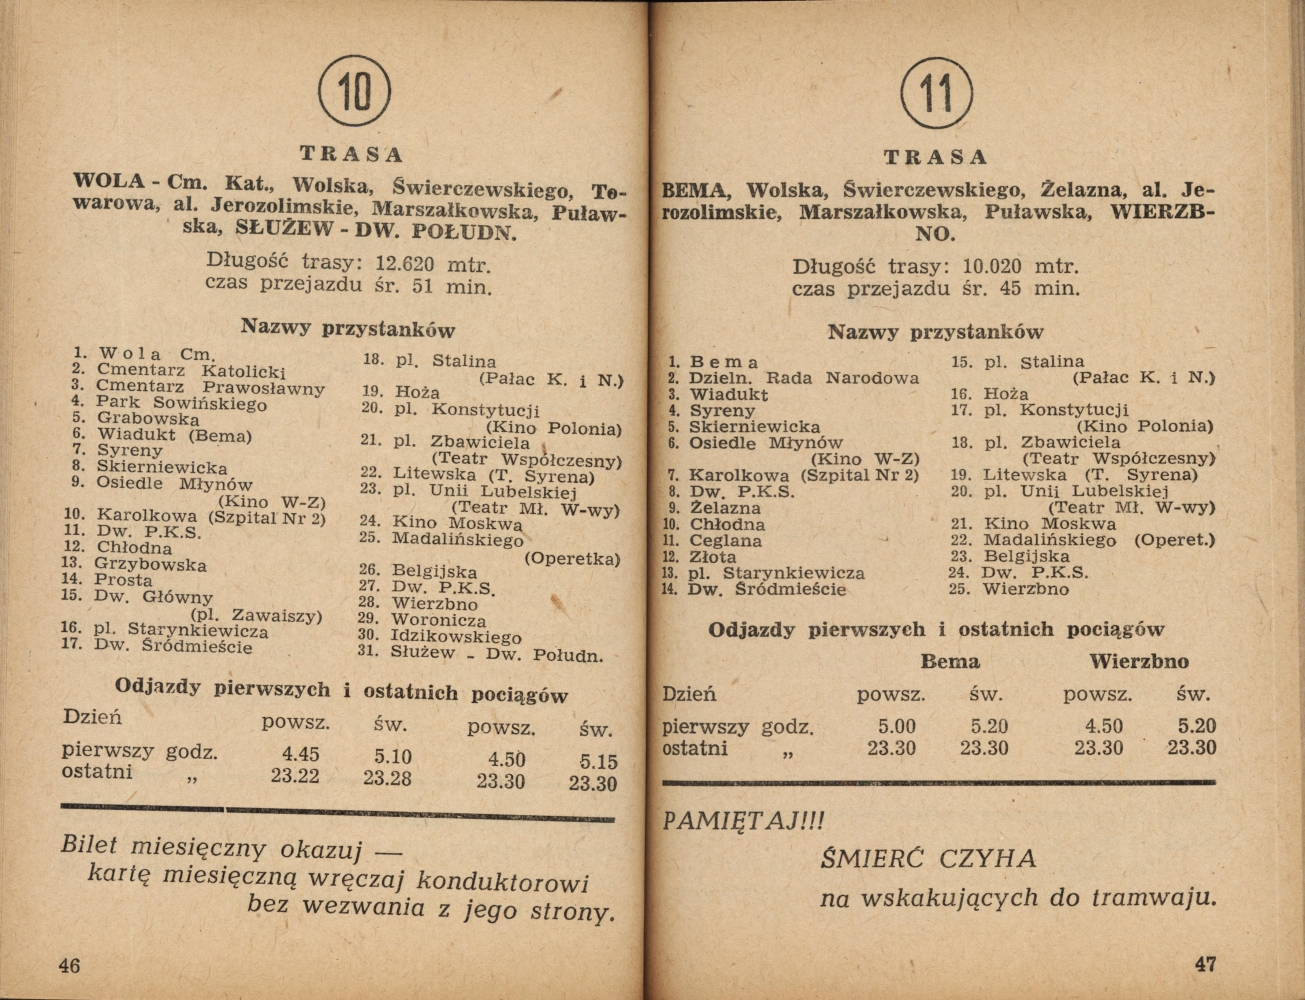 10
TRASA
WOLA - Cm. Kat., Wolska, Świerczewskiego, To-
warowa, al. Jerozolimskie, Marszałkowska, Puław-
ska, SŁUŻEW - DW. POŁUDN.
Długość trasy: 12.620 mtr.
czas przejazdu śr. 51 min.
Nazwy przystanków
1. Wola Cm.
2. Cmentarz Katolicki
3. Cmentarz Prawosławny
4. Park Sowińskiego
5. Grabowska
6. Wiadukt (Bema)
7. Syreny
8. Skierniewicka
9. Osiedle Młynów
(Kino W-Z)
10. Karolkowa (Szpital Nr 2)
11. Dw. P.K.S.
12. Chłodna
13. Grzybowska
14. Prosta
15. Dw. Główny
(pl. Zawaiszy)
16. pl. Starynkiewicza
17. Dw. Śródmieście
18. pl. Stalina
(Pałac K. i N.)
19. Hoża
20. pl. Konstytucji
(Kino Polonia)
21. pl. Zbawiciela
(Teatr Współczesny)
22. Litewska (T. Syrena)
23. pl. Unii Lubelskiej
(Teatr Mł. W-wy)
24. Kino Moskwa
25. Madalińskiego
(Operetka)
26. Belgijska
27. Dw. P.K.S.
28. Wierzbno
29. Woronicza
30. Idzikowskiego
31. Służew - Dw. Połudn.
Odjazdy pierwszych i ostatnich pociągów
Dzień powsz. św. powsz. św.
pierwszy godz. 4.45 5.10 4.50 5.15
ostatni „ 23.22 23.28 23.30 23.30
Bilet miesięczny okazuj —
kartę miesięczną wręczaj konduktorowi
bez wezwania z jego strony.
46
11
TRASA
BEMA, Wolska, Świerczewskiego, Żelazna, al. Je-
rozolimskie, Marszałkowska, Puławska, WIERZB-
NO.
Długość trasy: 10.020 mtr.
czas przejazdu śr. 45 min.
Nazwy przystanków
1. Bema
2. Dzieln. Rada Narodowa
3. Wiadukt
4. Syreny
5. Skierniewicka
6. Osiedle Młynów
(Kino W-Z)
7. Karolkowa (Szpital Nr 2)
8. Dw. P.K.S.
9. Żelazna
10. Chłodna
11. Ceglana
12. Złota
13. pl. Starynkiewicza
14. Dw. Śródmieście
15. pl. Stalina
(Pałac K. i N.)
16. Hoża
17. pl. Konstytucji
(Kino Polonia)
18. pl. Zbawiciela
(Teatr Współczesny)
19. Litewska (T. Syrena)
20. pl. Unii Lubelskiej
(Teatr Mł. W-wy)
21. Kino Moskwa
22. Madalińskiego (Operet.)
23. Belgijska
24. Dw. P.K.S.
25. Wierzbno
Odjazdy pierwszych i ostatnich pociągów
Bema Wierzbno
Dzień powsz. św. powsz. św.
pierwszy godz. 5.00 5.20 4.50 5.20
ostatni „ 23.30 23.30 23.30 23.30
PAMIĘTAJ!!!
ŚMIERĆ CZYHA
na wskakujących do tramwaju.
47